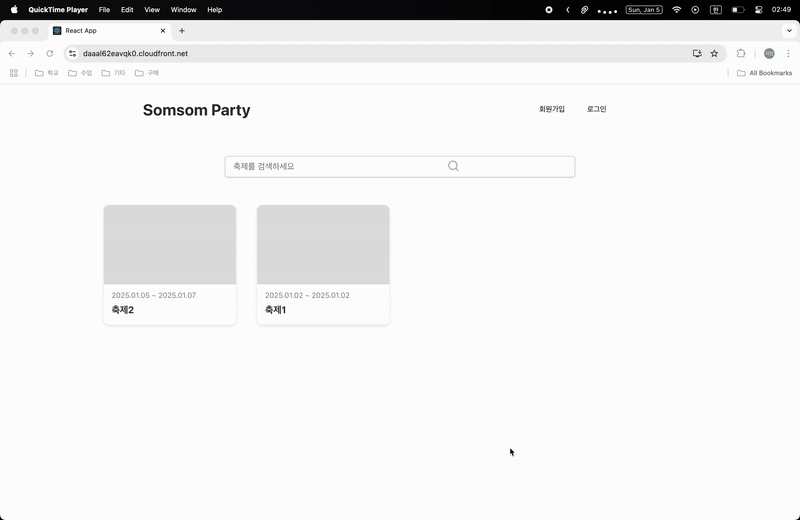 QuickTime Player File Edit View Window Help Sun, Jan 5 한 02:49
React App
daaal62eavqk0.cloudfront.net
학교 수업 기타 구매 All Bookmarks
Somsom Party 회원가입 로그인
축제를 검색하세요
2025.01.05 ~ 2025.01.07
축제2
2025.01.02 ~ 2025.01.02
축제1